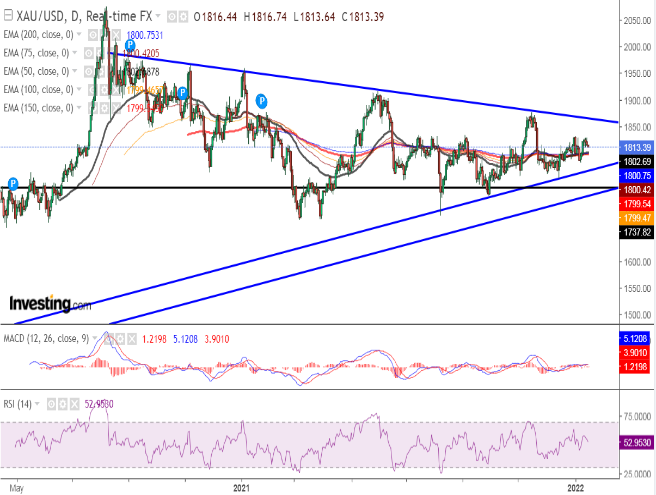 XAU/USD, D, Real-time FX O1816.44 H1816.74 L1813.64 C1813.39
EMA (200, close, 0) 1800.7531
EMA (75, close, 0) 1800.4205
EMA (50, close, 0)
EMA (100, close, 0)
EMA (150, close, 0)
P
P
P
P
2050.00
2000.00
1950.00
1900.00
1850.00
1813.39
1802.69
1800.75
1800.42
1799.54
1799.47
1737.82
1600.00
1550.00
1500.00
Investing.com
MACD (12, 26, close, 9) 1.2198 5.1208 3.9010
5.1208
3.9010
1.2198
RSI (14) 52.9530
75.0000
52.9530
25.0000
May
2021
2022